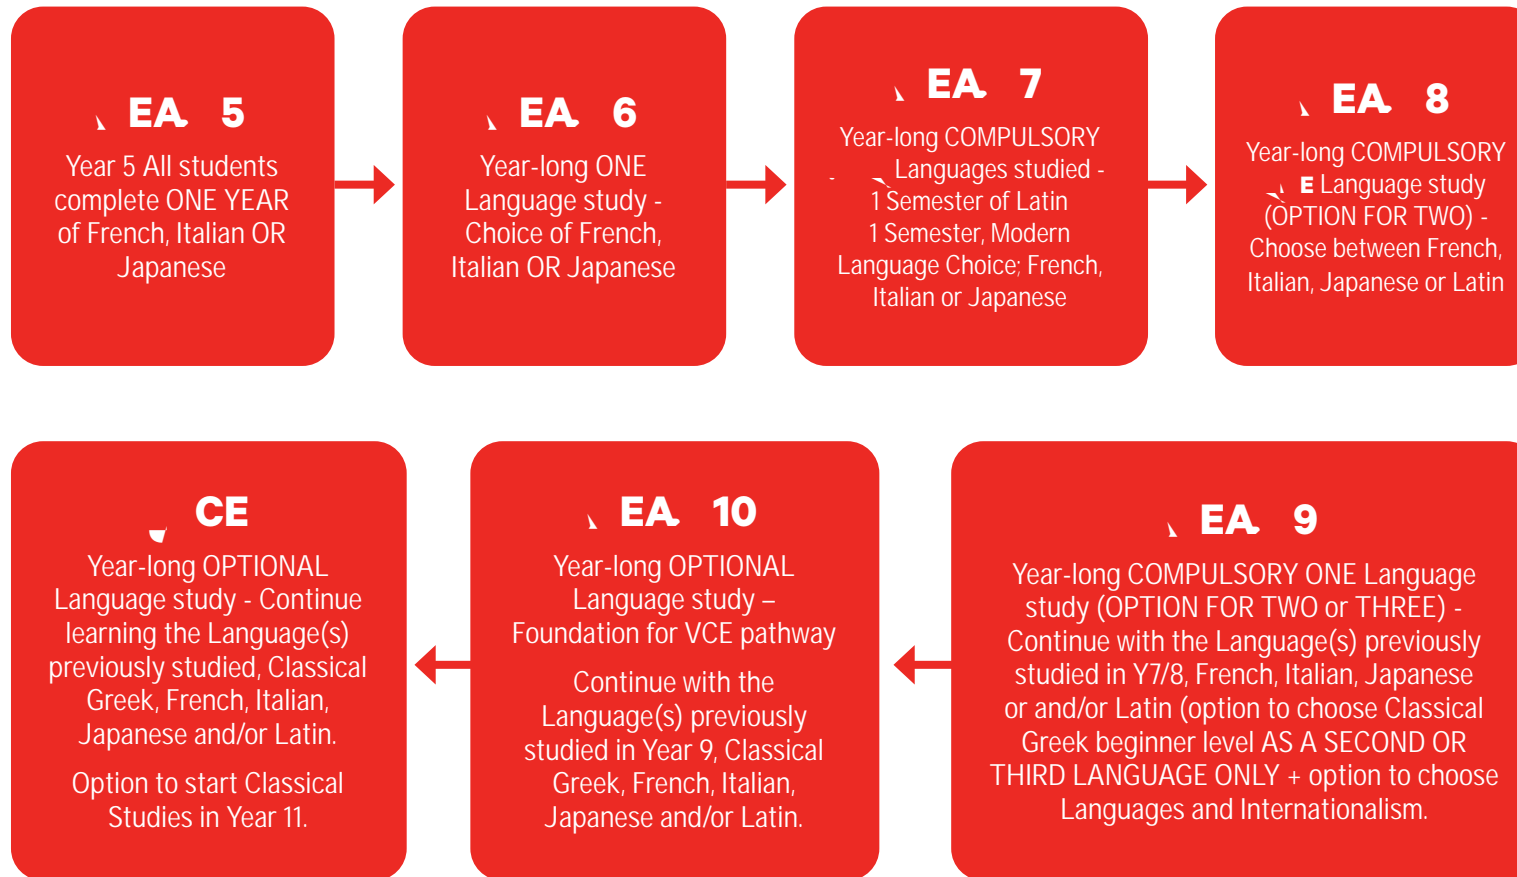 EA 5
Year 5 All students
complete ONE YEAR
of French, Italian OR
Japanese
EA 6
Year-long ONE
Language study -
Choice of French,
Italian OR Japanese
EA 7
Year-long COMPULSORY
Languages studied -
1 Semester of Latin
1 Semester, Modern
Language Choice; French,
Italian or Japanese
EA 8
Year-long COMPULSORY
E Language study
(OPTION FOR TWO) -
Choose between French,
Italian, Japanese or Latin
EA 9
Year-long COMPULSORY ONE Language
study (OPTION FOR TWO or THREE) -
Continue with the Language(s) previously
studied in Y7/8, French, Italian, Japanese
or and/or Latin (option to choose Classical
Greek beginner level AS A SECOND OR
THIRD LANGUAGE ONLY + option to choose
Languages and Internationalism.
EA 10
Year-long OPTIONAL
Language study –
Foundation for VCE pathway
Continue with the
Language(s) previously
studied in Year 9, Classical
Greek, French, Italian,
Japanese and/or Latin.
CE
Year-long OPTIONAL
Language study - Continue
learning the Language(s)
previously studied, Classical
Greek, French, Italian,
Japanese and/or Latin.
Option to start Classical
Studies in Year 11.